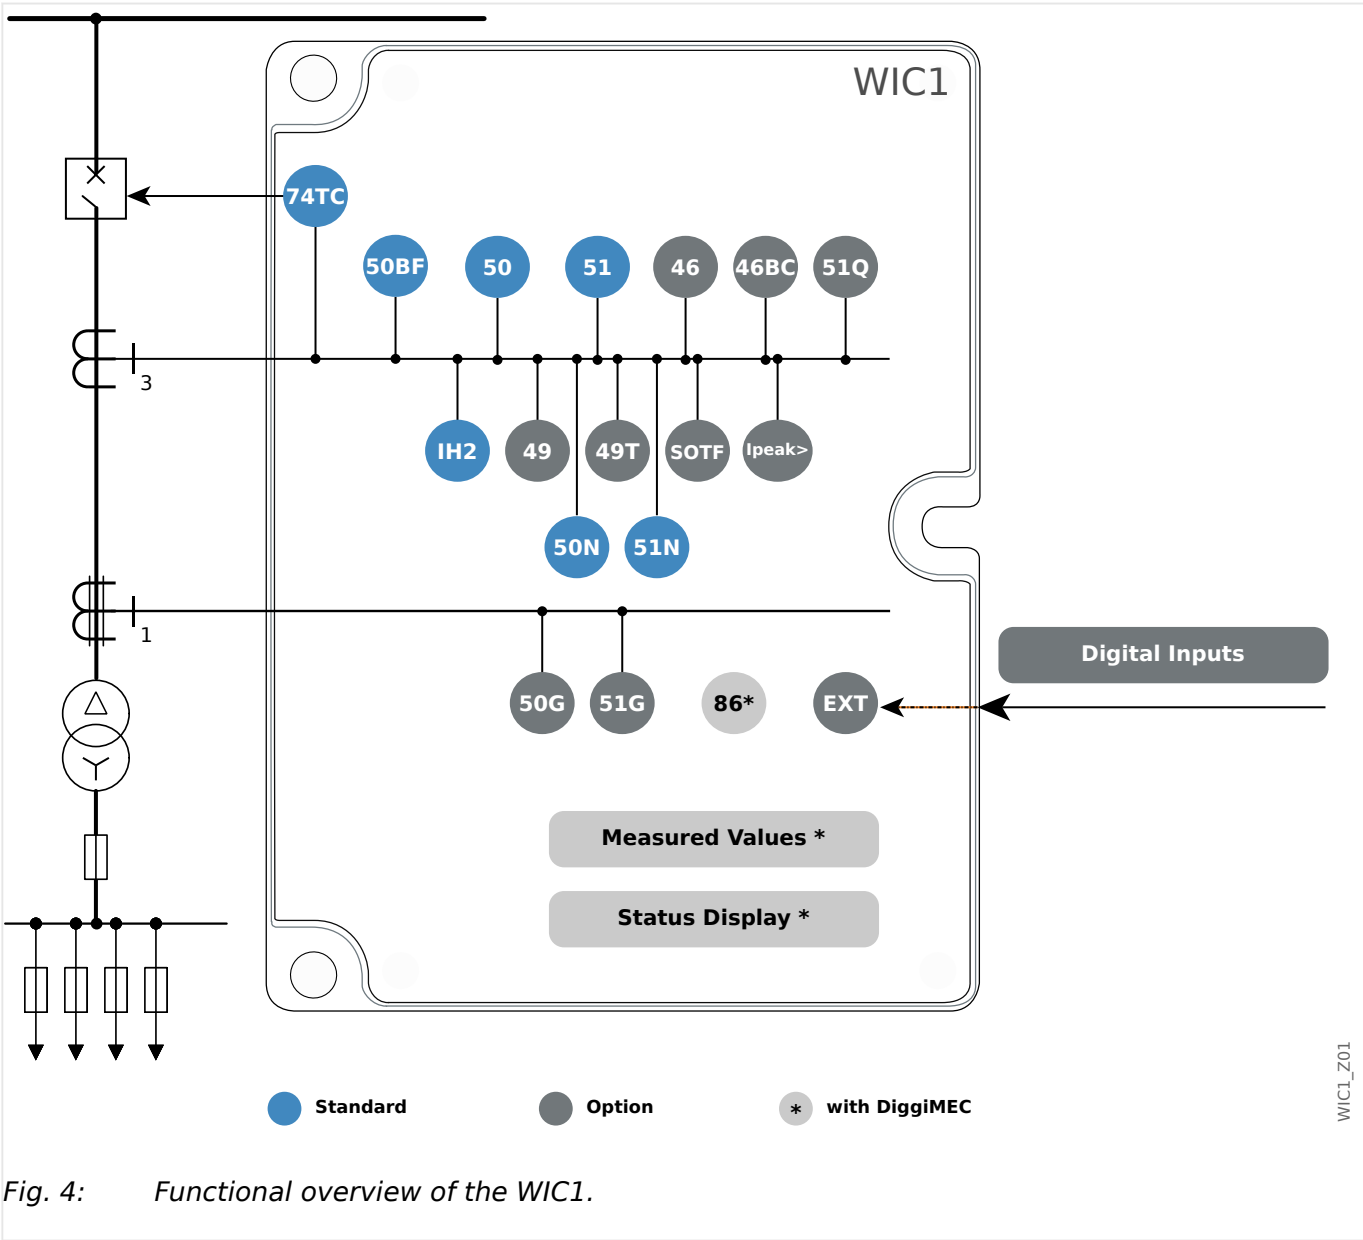 WIC1
74TC
50BF 50 51 46 46BC 51Q
3
IH2 49 49T SOTF Ipeak>
50N 51N
1
Digital Inputs
50G 51G 86* EXT
Measured Values *
Status Display *
WIC1_Z01
Standard Option * with DiggiMEC
Fig. 4: Functional overview of the WIC1.